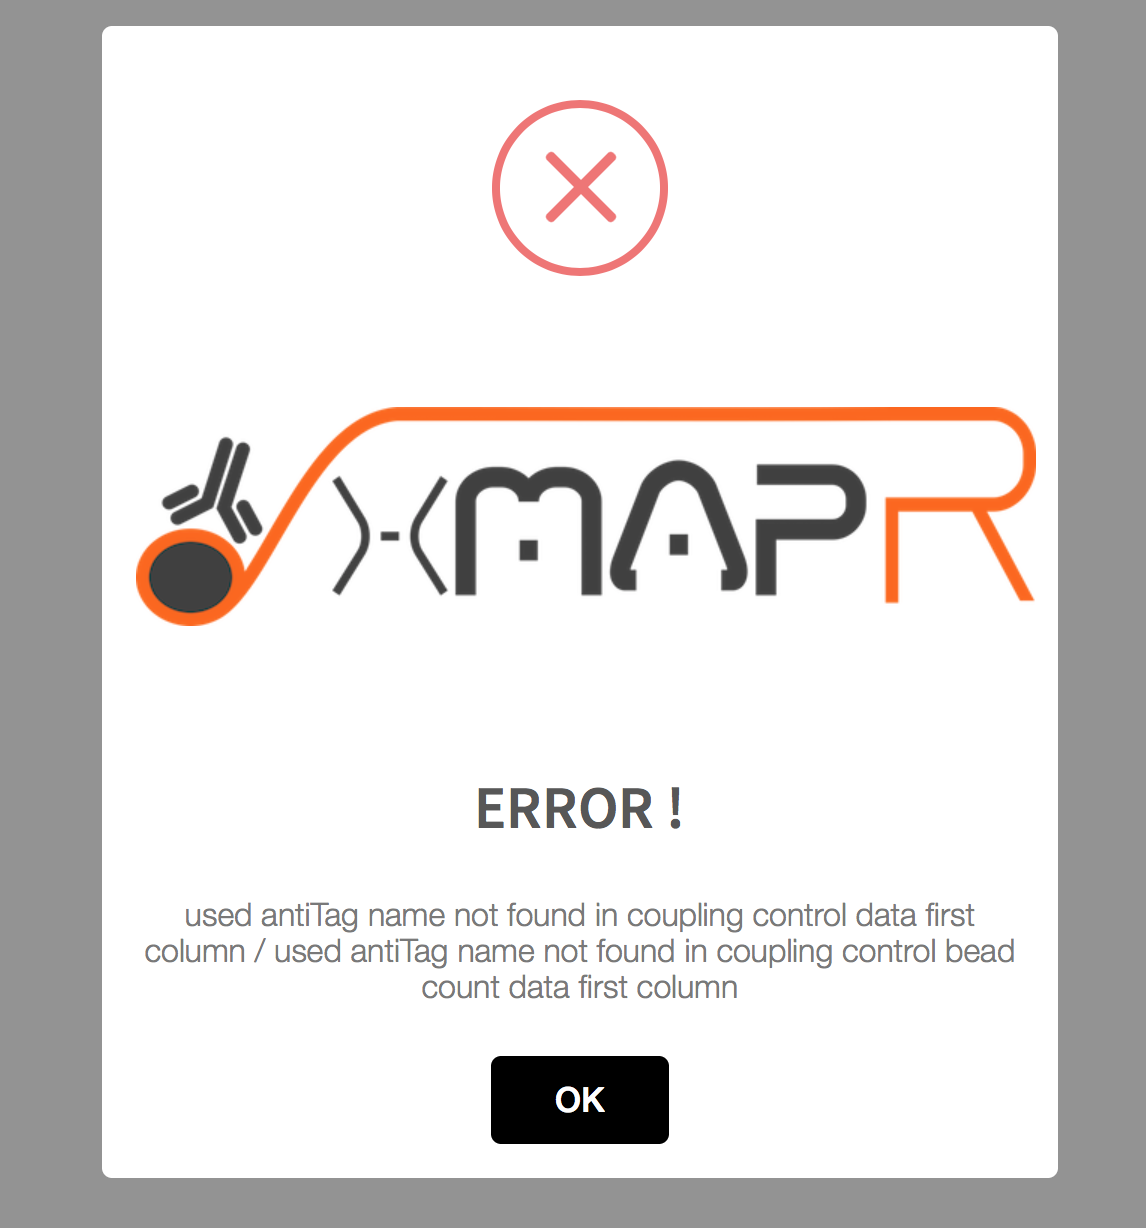 X-MAPR
ERROR !
used antiTag name not found in coupling control data first
column / used antiTag name not found in coupling control bead
count data first column
OK